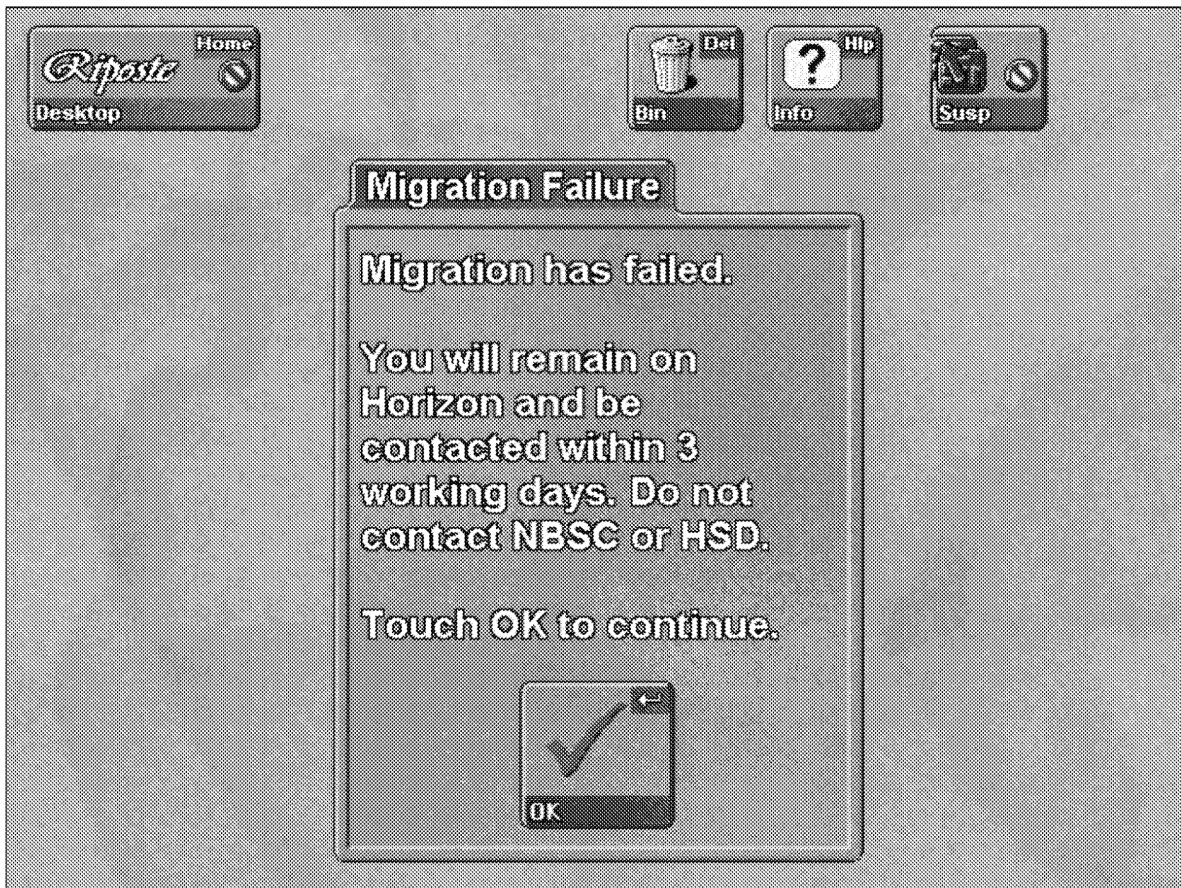 Riposte
Home
Desktop
Del
Bin
?
Hlp
Info
Susp
Migration Failure
Migration has failed.
You will remain on
Horizon and be
contacted within 3
working days. Do not
contact NBSC or HSD.
Touch OK to continue.
OK